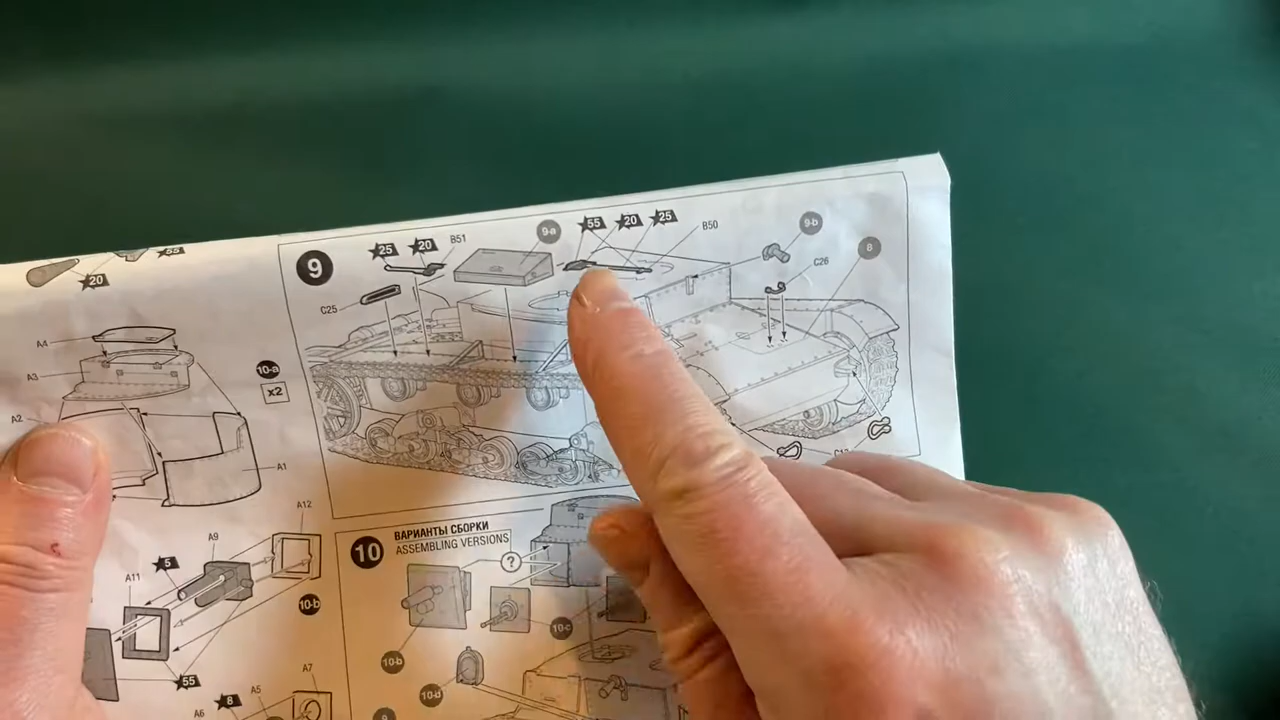 9
25
20
B51
9-a
55
20
25
B50
9-b
8
C26
C25
20
A4
A3
A2
A1
10-a
x2
10
ВАРИАНТЫ СБОРКИ
ASSEMBLING VERSIONS
?
10-b
10-c
10-d
A12
A9
5
A11
10-b
55
8
A5
A6
A7